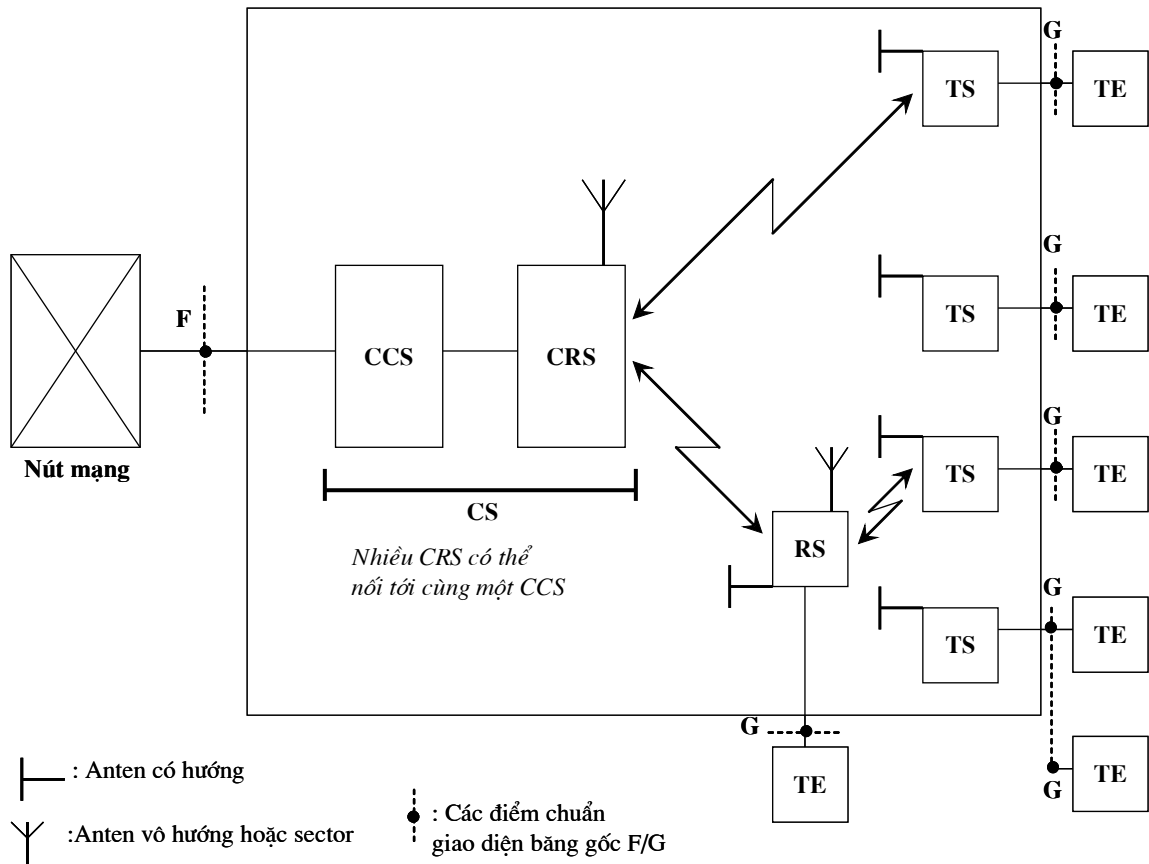 G
TS
TE
G
F
TS
TE
CCS
CRS
G
Nút mạng
TS
TE
CS
RS
Nhiều CRS có thể
nối tới cùng một CCS
G
TS
TE
G
TE
G
TE
: Anten có hướng
:Anten vô hướng hoặc sector
: Các điểm chuẩn
giao diện băng gốc F/G